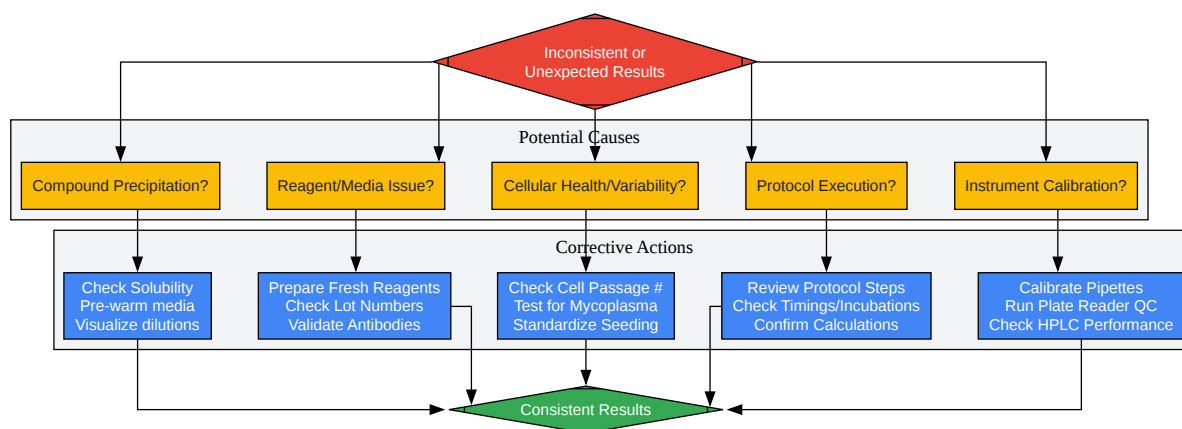 Inconsistent or
Unexpected Results
Potential Causes
Compound Precipitation?
Reagent/Media Issue?
Cellular Health/Variability?
Protocol Execution?
Instrument Calibration?
Corrective Actions
Check Solubility
Pre-warm media
Visualize dilutions
Prepare Fresh Reagents
Check Lot Numbers
Validate Antibodies
Check Cell Passage #
Test for Mycoplasma
Standardize Seeding
Review Protocol Steps
Check Timings/Incubations
Confirm Calculations
Calibrate Pipettes
Run Plate Reader QC
Check HPLC Performance
Consistent Results